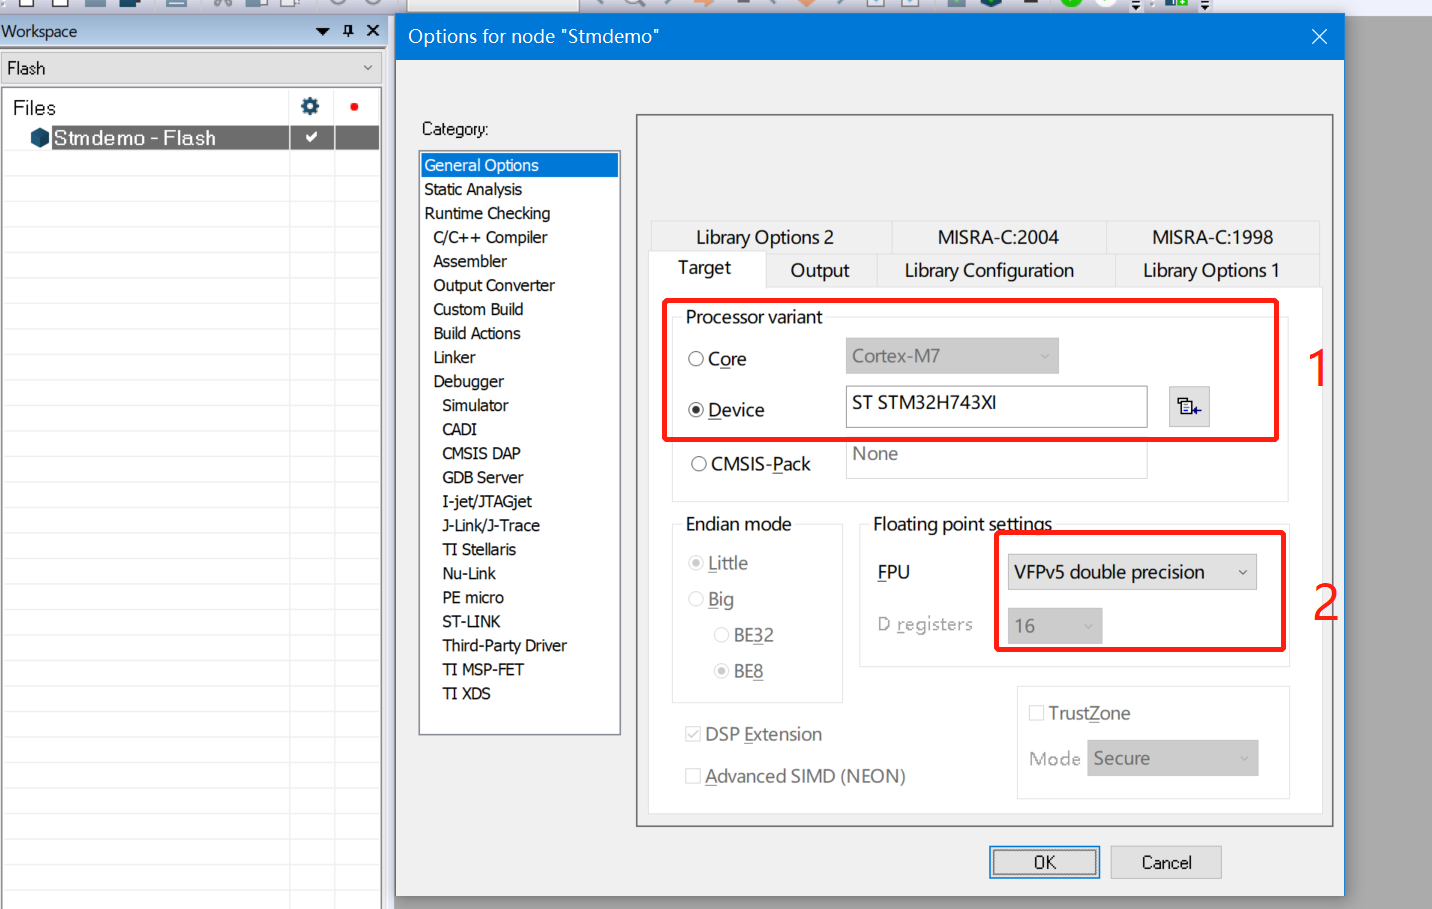 Workspace
Flash
Files
Stmdemo - Flash
Options for node "Stmdemo"
Category:
General Options
Static Analysis
Runtime Checking
C/C++ Compiler
Assembler
Output Converter
Custom Build
Build Actions
Linker
Debugger
Simulator
CADI
CMSIS DAP
GDB Server
I-jet/JTAGjet
J-Link/J-Trace
TI Stellaris
Nu-Link
PE micro
ST-LINK
Third-Party Driver
TI MSP-FET
TI XDS
Library Options 2 MISRA-C:2004 MISRA-C:1998
Target Output Library Configuration Library Options 1
Processor variant
Core Cortex-M7
Device ST STM32H743XI
CMSIS-Pack None
1
Endian mode
Little
Big
BE32
BE8
Floating point settings
FPU VFPv5 double precision
D registers 16
2
DSP Extension
Advanced SIMD (NEON)
TrustZone
Mode Secure
OK Cancel